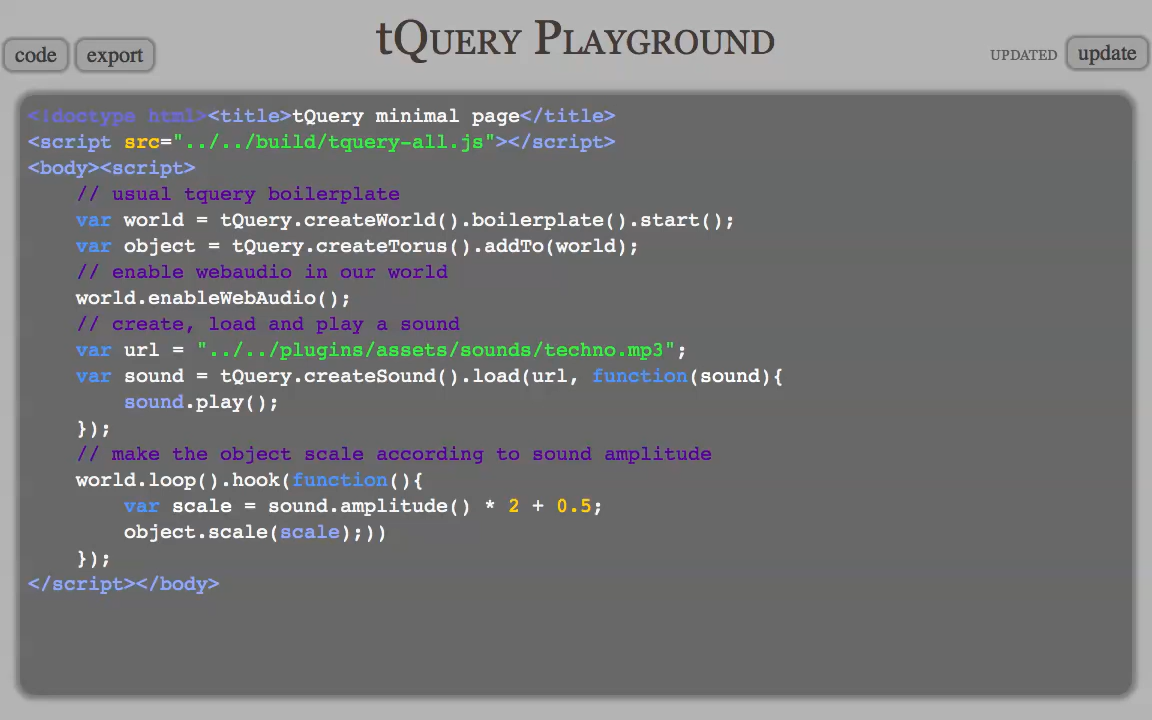 tQuery Playground
code export UPDATED update
<!doctype html><title>tQuery minimal page</title>
<script src="../../build/tquery-all.js"></script>
<body><script>
// usual tquery boilerplate
var world = tQuery.createWorld().boilerplate().start();
var object = tQuery.createTorus().addTo(world);
// enable webaudio in our world
world.enableWebAudio();
// create, load and play a sound
var url = "../../plugins/assets/sounds/techno.mp3";
var sound = tQuery.createSound().load(url, function(sound){
sound.play();
});
// make the object scale according to sound amplitude
world.loop().hook(function(){
var scale = sound.amplitude() * 2 + 0.5;
object.scale(scale);))
});
</script></body>